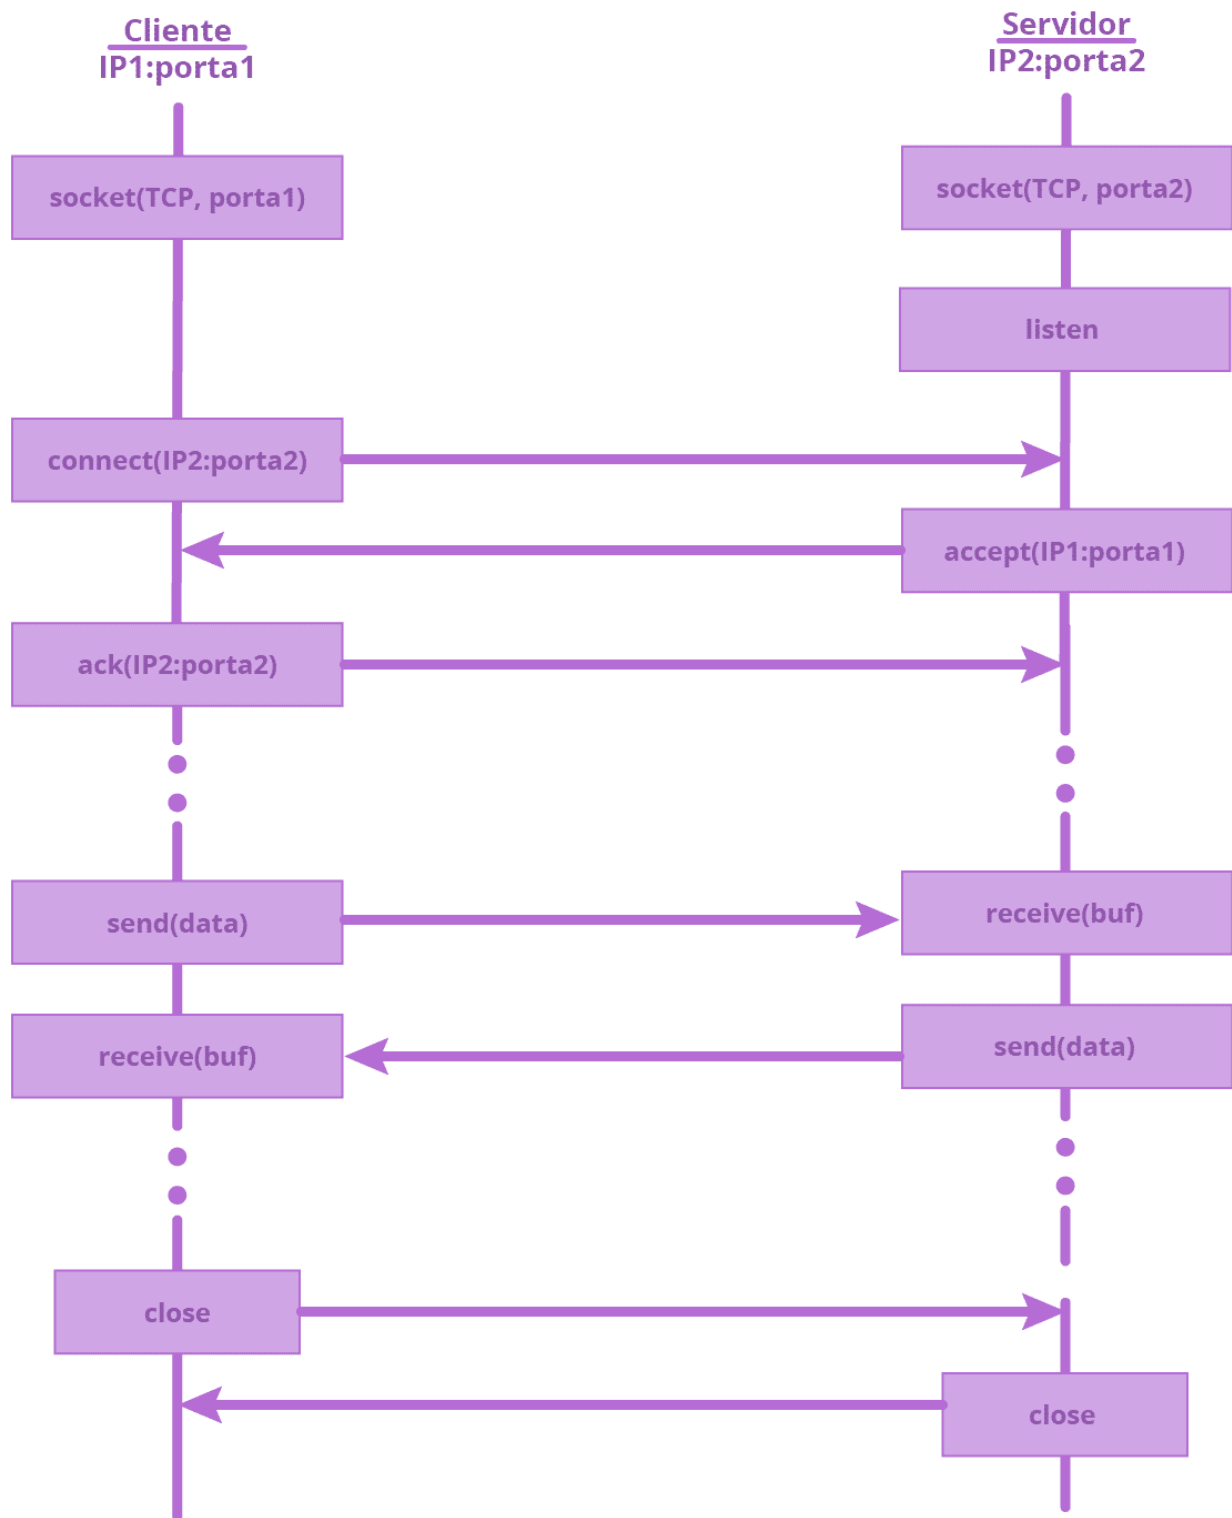 Cliente
IP1:porta1
Servidor
IP2:porta2
socket(TCP, porta1)
socket(TCP, porta2)
listen
connect(IP2:porta2)
accept(IP1:porta1)
ack(IP2:porta2)
send(data)
receive(buf)
receive(buf)
send(data)
close
close